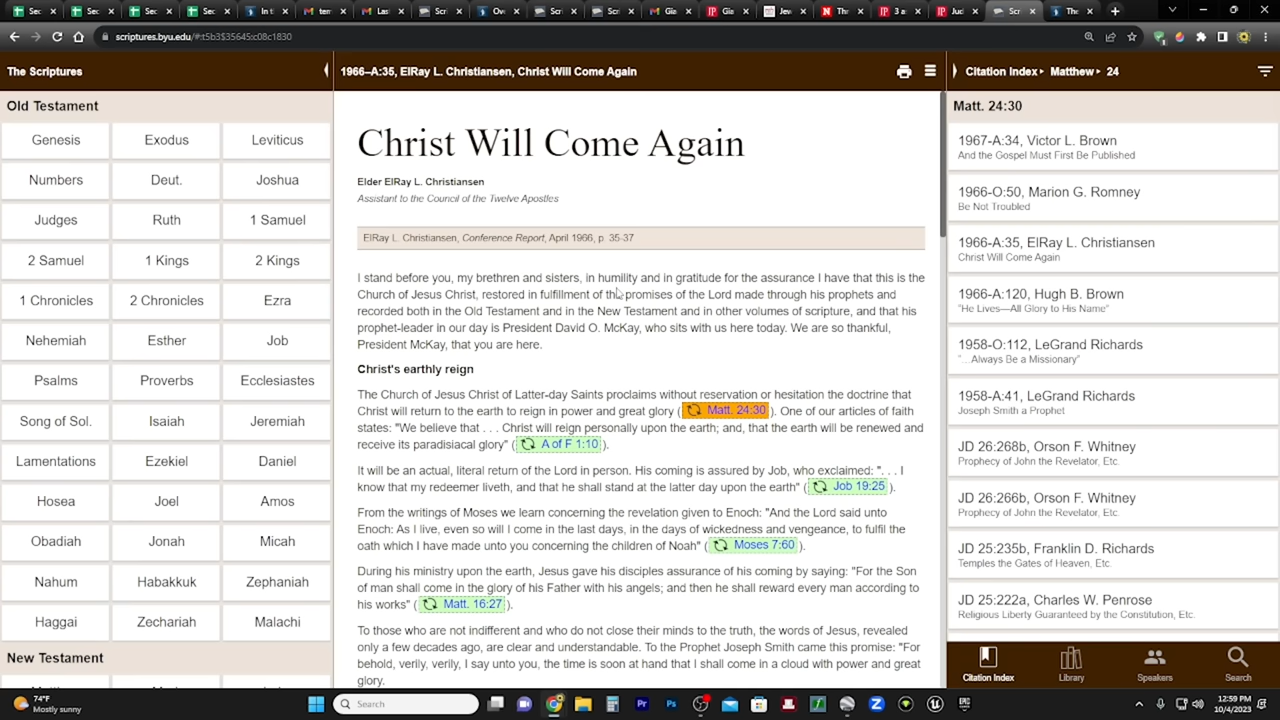 Sec
Sec
Sec
Sec
In t
tem
Las
Scr
Ove
Scr
Scr
Gle
Gle
Jev
Thr
3 a
Jud
Scr
The
scriptures.byu.edu/#:t5b3$35645:c08c1830
The Scriptures
Old Testament
Genesis Exodus Leviticus
Numbers Deut. Joshua
Judges Ruth 1 Samuel
2 Samuel 1 Kings 2 Kings
1 Chronicles 2 Chronicles Ezra
Nehemiah Esther Job
Psalms Proverbs Ecclesiastes
Song of Sol. Isaiah Jeremiah
Lamentations Ezekiel Daniel
Hosea Joel Amos
Obadiah Jonah Micah
Nahum Habakkuk Zephaniah
Haggai Zechariah Malachi
New Testament
1966–A:35, ElRay L. Christiansen, Christ Will Come Again
Christ Will Come Again
Elder ElRay L. Christiansen
Assistant to the Council of the Twelve Apostles
ElRay L. Christiansen, Conference Report, April 1966, p. 35-37
I stand before you, my brethren and sisters, in humility and in gratitude for the assurance I have that this is the
Church of Jesus Christ, restored in fulfillment of the promises of the Lord made through his prophets and
recorded both in the Old Testament and in the New Testament and in other volumes of scripture, and that his
prophet-leader in our day is President David O. McKay, who sits with us here today. We are so thankful,
President McKay, that you are here.
Christ's earthly reign
The Church of Jesus Christ of Latter-day Saints proclaims without reservation or hesitation the doctrine that
Christ will return to the earth to reign in power and great glory ( Matt. 24:30 ). One of our articles of faith
states: "We believe that . . . Christ will reign personally upon the earth; and, that the earth will be renewed and
receive its paradisiacal glory" ( A of F 1:10 ).
It will be an actual, literal return of the Lord in person. His coming is assured by Job, who exclaimed: ". . . I
know that my redeemer liveth, and that he shall stand at the latter day upon the earth" ( Job 19:25 ).
From the writings of Moses we learn concerning the revelation given to Enoch: "And the Lord said unto
Enoch: As I live, even so will I come in the last days, in the days of wickedness and vengeance, to fulfil the
oath which I have made unto you concerning the children of Noah" ( Moses 7:60 ).
During his ministry upon the earth, Jesus gave his disciples assurance of his coming by saying: "For the Son
of man shall come in the glory of his Father with his angels; and then he shall reward every man according to
his works" ( Matt. 16:27 ).
To those who are not indifferent and who do not close their minds to the truth, the words of Jesus, revealed
only a few decades ago, are clear and understandable. To the Prophet Joseph Smith came this promise: "For
behold, verily, verily, I say unto you, the time is soon at hand that I shall come in a cloud with power and great
glory.
Citation Index Matthew 24
Matt. 24:30
1967-A:34, Victor L. Brown
And the Gospel Must First Be Published
1966-O:50, Marion G. Romney
Be Not Troubled
1966-A:35, ElRay L. Christiansen
Christ Will Come Again
1966-A:120, Hugh B. Brown
"He Lives—All Glory to His Name"
1958-O:112, LeGrand Richards
"...Always Be a Missionary"
1958-A:41, LeGrand Richards
Joseph Smith a Prophet
JD 26:268b, Orson F. Whitney
Prophecy of John the Revelator, Etc.
JD 26:266b, Orson F. Whitney
Prophecy of John the Revelator, Etc.
JD 25:235b, Franklin D. Richards
Temples the Gates of Heaven, Etc.
JD 25:222a, Charles W. Penrose
Religious Liberty Guaranteed by the Constitution, Etc.
Citation Index Library Speakers Search
Mostly sunny
Search
12:59 PM
10/4/2023